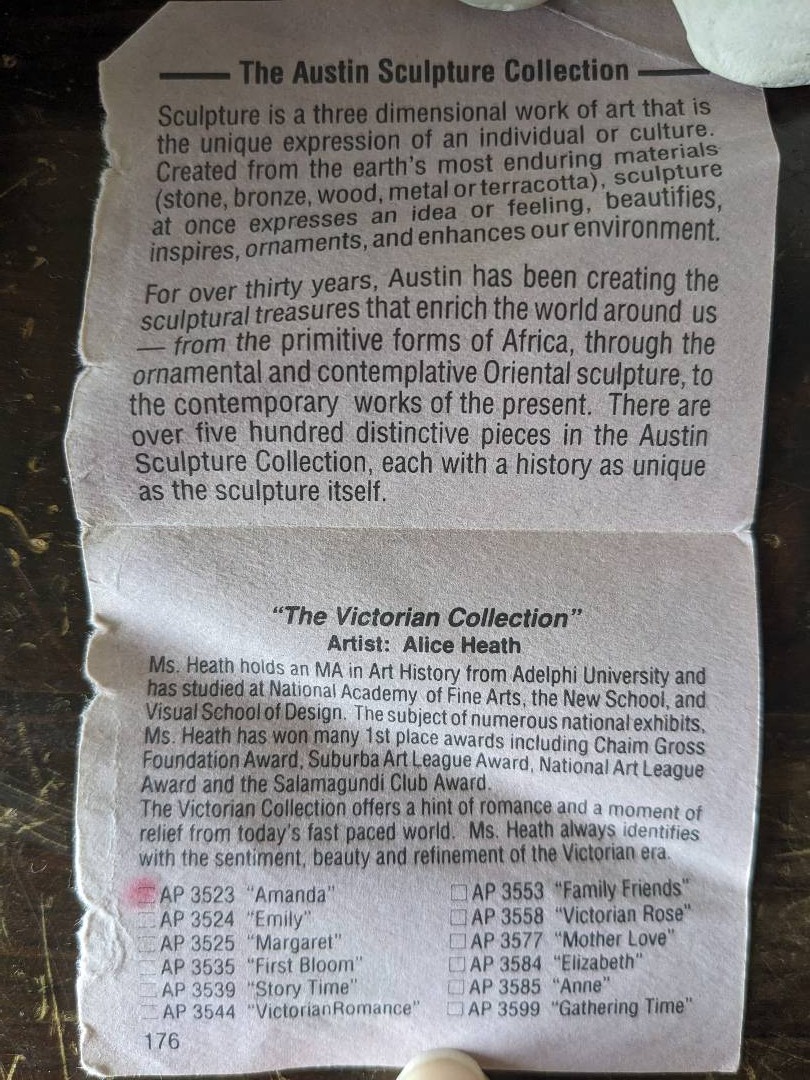 The Austin Sculpture Collection
Sculpture is a three dimensional work of art that is
the unique expression of an individual or culture.
Created from the earth's most enduring materials
(stone, bronze, wood, metal or terracotta), sculpture
at once expresses an idea or feeling, beautifies,
inspires, ornaments, and enhances our environment.
For over thirty years, Austin has been creating the
sculptural treasures that enrich the world around us
— from the primitive forms of Africa, through the
ornamental and contemplative Oriental sculpture, to
the contemporary works of the present. There are
over five hundred distinctive pieces in the Austin
Sculpture Collection, each with a history as unique
as the sculpture itself.
"The Victorian Collection"
Artist: Alice Heath
Ms. Heath holds an MA in Art History from Adelphi University and
has studied at National Academy of Fine Arts, the New School, and
Visual School of Design. The subject of numerous national exhibits,
Ms. Heath has won many 1st place awards including Chaim Gross
Foundation Award, Suburba Art League Award, National Art League
Award and the Salamagundi Club Award.
The Victorian Collection offers a hint of romance and a moment of
relief from today's fast paced world. Ms. Heath always identifies
with the sentiment, beauty and refinement of the Victorian era.
AP 3523 "Amanda"
AP 3524 "Emily"
AP 3525 "Margaret"
AP 3535 "First Bloom"
AP 3539 "Story Time"
AP 3544 "VictorianRomance"
AP 3553 "Family Friends"
AP 3558 "Victorian Rose"
AP 3577 "Mother Love"
AP 3584 "Elizabeth"
AP 3585 "Anne"
AP 3599 "Gathering Time"
176